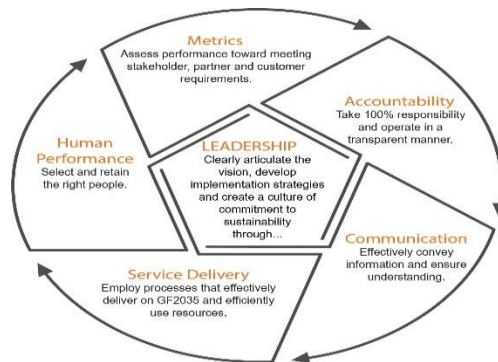 Metrics
Assess performance toward meeting
stakeholder, partner and customer
requirements.
Accountability
Take 100% responsibility
and operate in a
transparent manner.
Human
Performance
Select and retain
the right people.
LEADERSHIP
Clearly articulate the
vision, develop
implementation strategies
and create a culture of
commitment to
sustainability
through...
Communication
Effectively convey
information and ensure
understanding.
Service Delivery
Employ processes that effectively
deliver on GF2035 and efficiently
use resources.